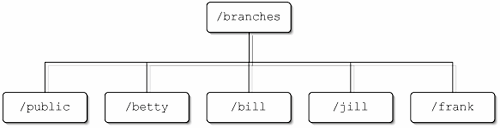 /branches
/public
/betty
/bill
/jill
/frank